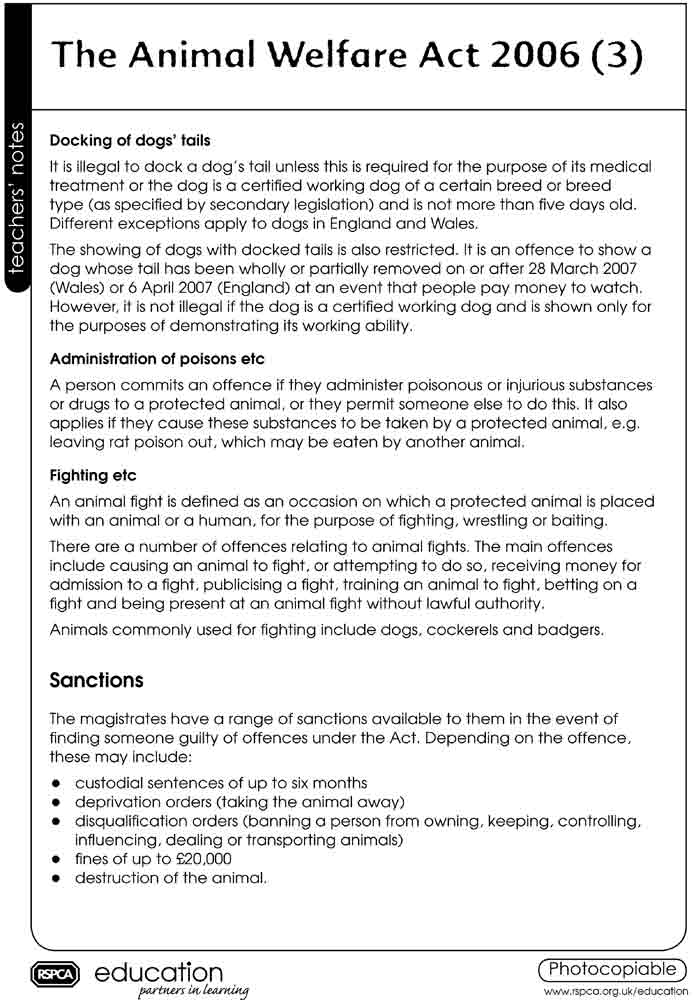 The Animal Welfare Act 2006 (3)
teachers' notes
Docking of dogs' tails
It is illegal to dock a dog's tail unless this is required for the purpose of its medical
treatment or the dog is a certified working dog of a certain breed or breed
type (as specified by secondary legislation) and is not more than five days old.
Different exceptions apply to dogs in England and Wales.
The showing of dogs with docked tails is also restricted. It is an offence to show a
dog whose tail has been wholly or partially removed on or after 28 March 2007
(Wales) or 6 April 2007 (England) at an event that people pay money to watch.
However, it is not illegal if the dog is a certified working dog and is shown only for
the purposes of demonstrating its working ability.
Administration of poisons etc
A person commits an offence if they administer poisonous or injurious substances
or drugs to a protected animal, or they permit someone else to do this. It also
applies if they cause these substances to be taken by a protected animal, e.g.
leaving rat poison out, which may be eaten by another animal.
Fighting etc
An animal fight is defined as an occasion on which a protected animal is placed
with an animal or a human, for the purpose of fighting, wrestling or baiting.
There are a number of offences relating to animal fights. The main offences
include causing an animal to fight, or attempting to do so, receiving money for
admission to a fight, publicising a fight, training an animal to fight, betting on a
fight and being present at an animal fight without lawful authority.
Animals commonly used for fighting include dogs, cockerels and badgers.
Sanctions
The magistrates have a range of sanctions available to them in the event of
finding someone guilty of offences under the Act. Depending on the offence,
these may include:
● custodial sentences of up to six months
● deprivation orders (taking the animal away)
● disqualification orders (banning a person from owning, keeping, controlling,
influencing, dealing or transporting animals)
● fines of up to £20,000
● destruction of the animal.
RSPCA education
partners in learning
Photocopiable
www.rspca.org.uk/education